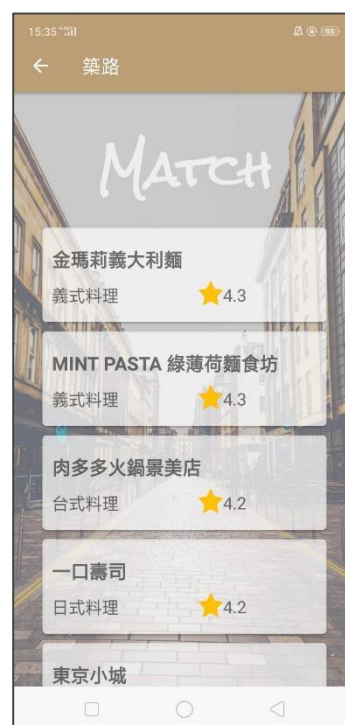 15:35
93
築路
MATCH
金瑪莉義大利麵
義式料理 4.3
MINT PASTA 綠薄荷麵食坊
義式料理 4.3
肉多多火鍋景美店
台式料理 4.2
一口壽司
日式料理 4.2
東京小城